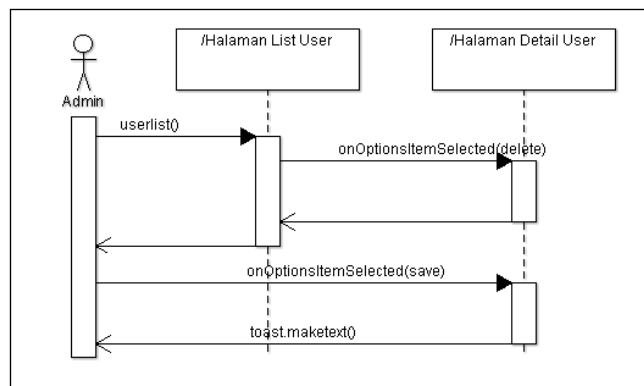 /Halaman List User
/Halaman Detail User
Admin
userlist()
onOptionsItemSelected(delete)
onOptionsItemSelected(save)
toast.maketext()